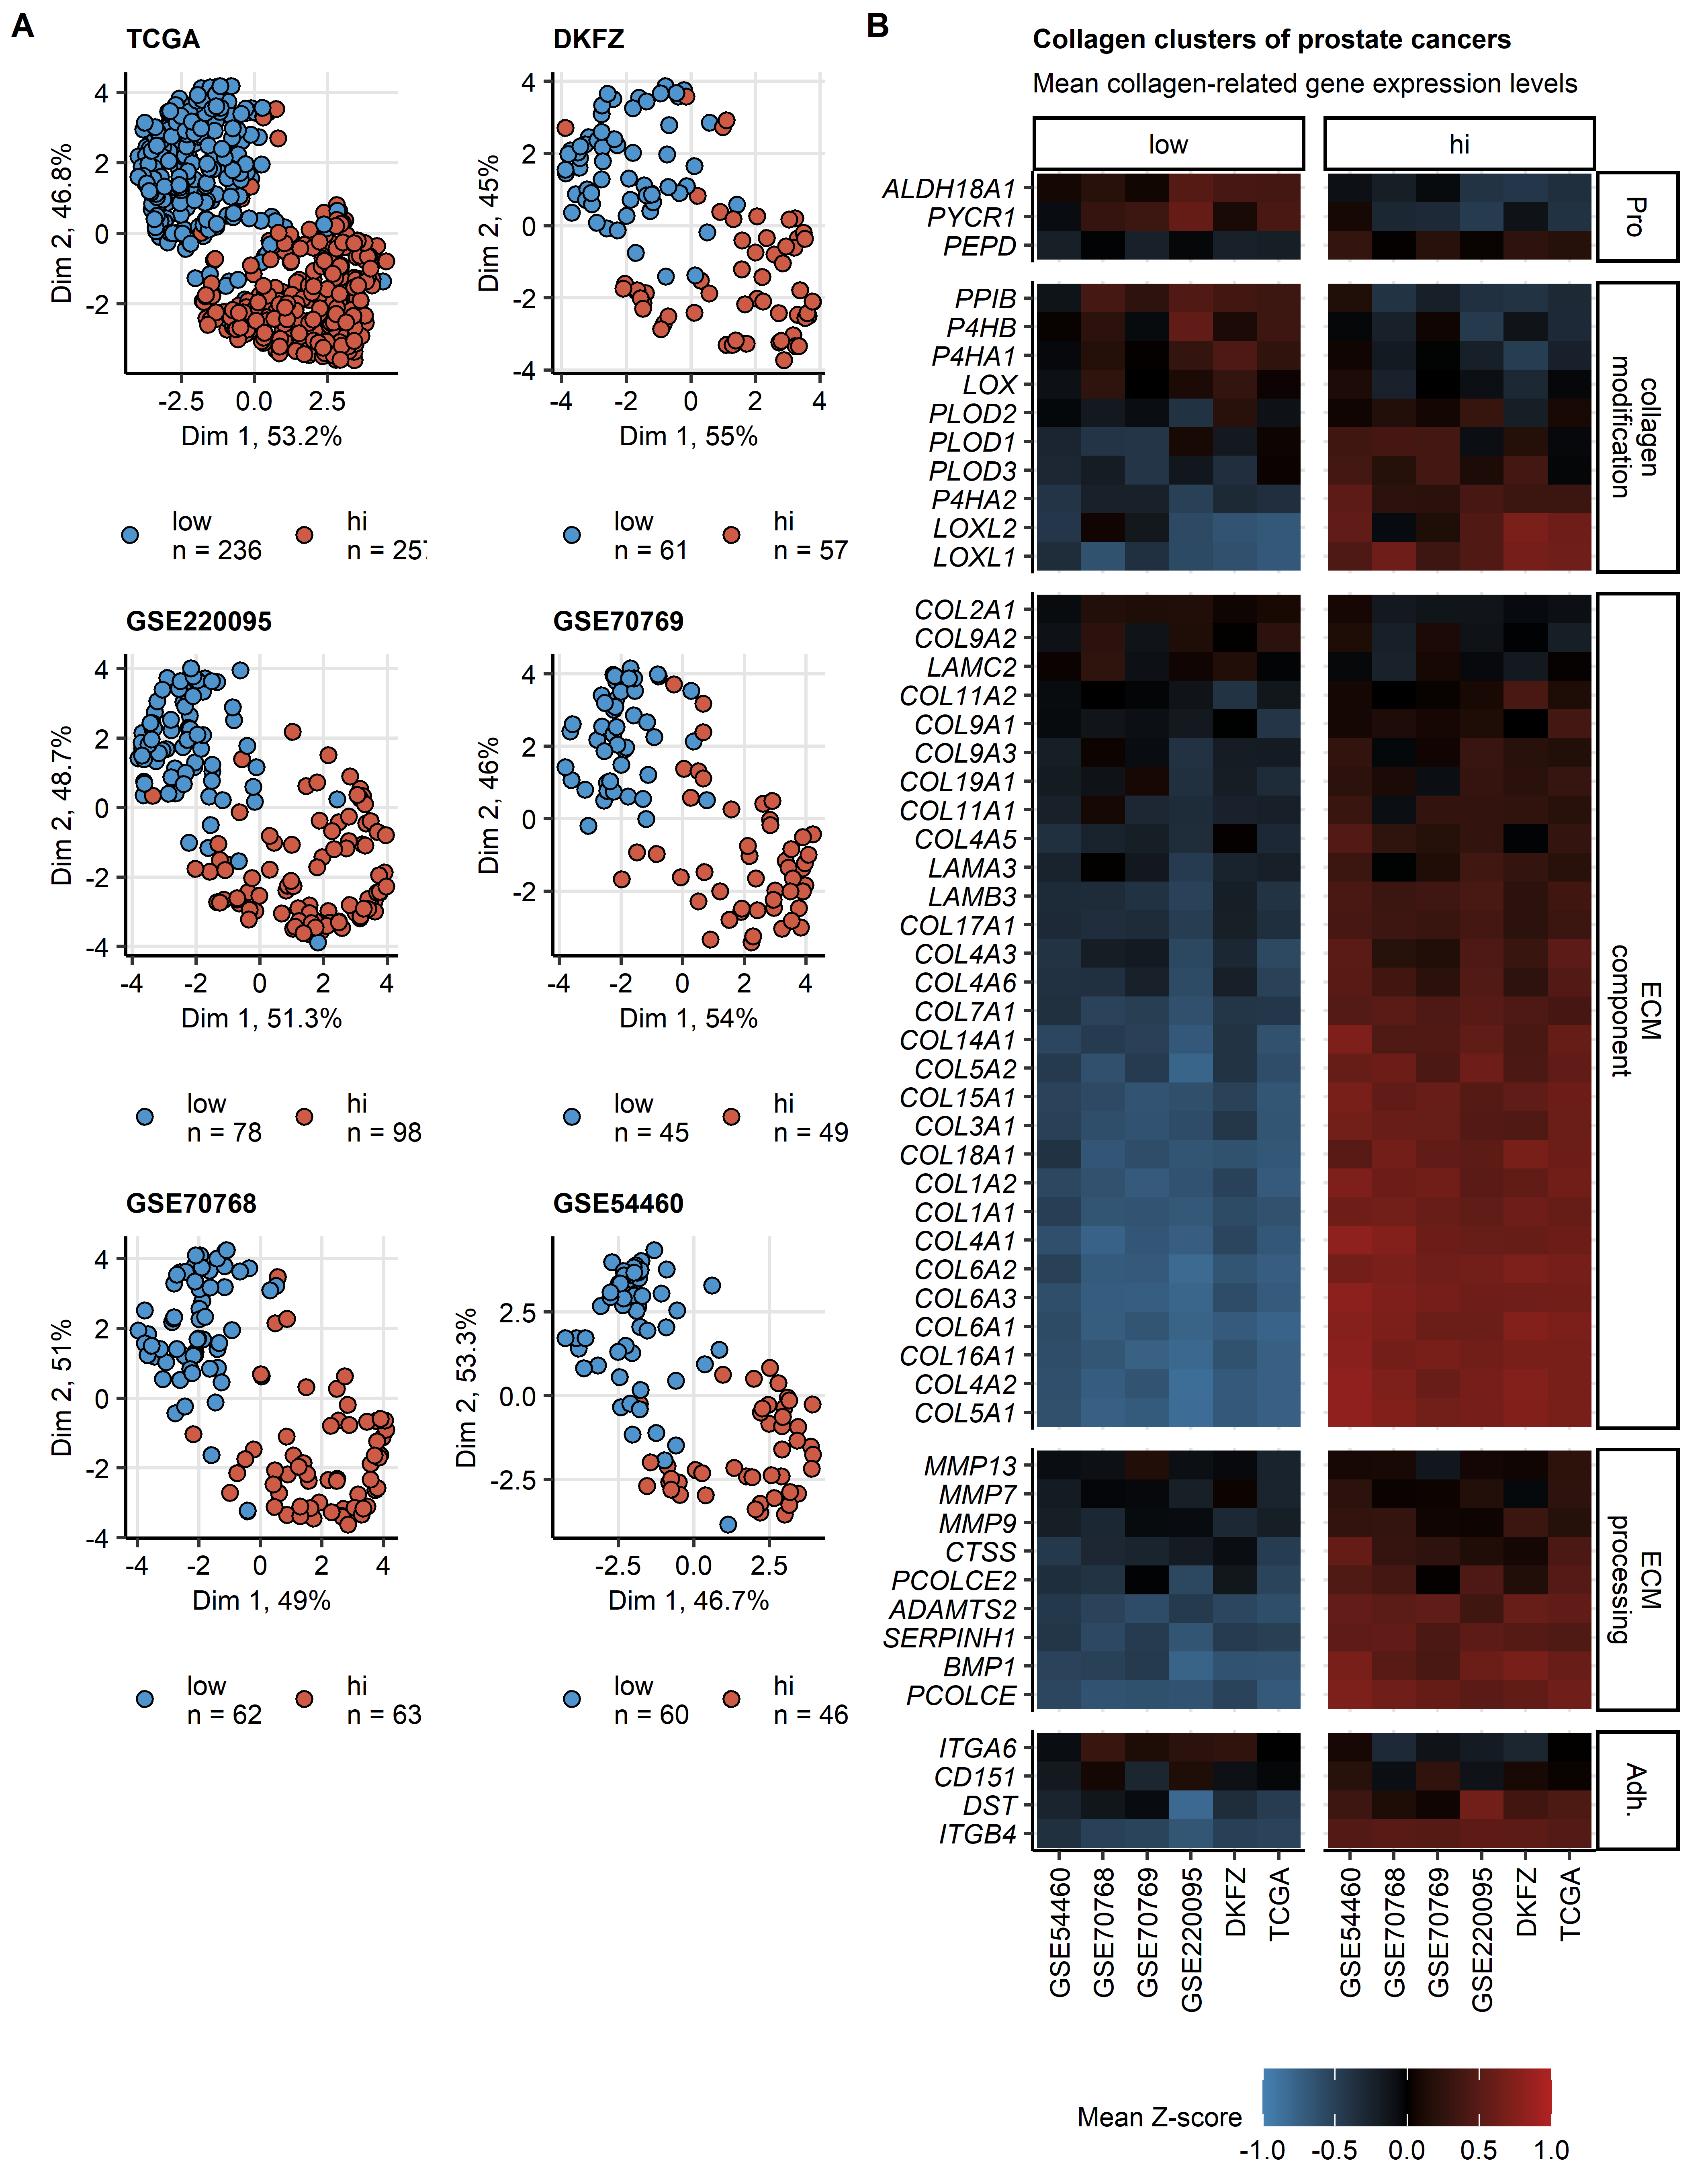 A
TCGA
Dim 2, 46.8%
4
2
0
-2
-2.5 0.0 2.5
Dim 1, 53.2%
low
n = 236
hi
n = 257
DKFZ
Dim 2, 45%
4
2
0
-2
-4
-4 -2 0 2 4
Dim 1, 55%
low
n = 61
hi
n = 57
GSE220095
Dim 2, 48.7%
4
2
0
-2
-4
-4 -2 0 2 4
Dim 1, 51.3%
low
n = 78
hi
n = 98
GSE70769
Dim 2, 46%
4
2
0
-2
-4 -2 0 2 4
Dim 1, 54%
low
n = 45
hi
n = 49
GSE70768
Dim 2, 51%
4
2
0
-2
-4
-4 -2 0 2 4
Dim 1, 49%
low
n = 62
hi
n = 63
GSE54460
Dim 2, 53.3%
2.5
0.0
-2.5
-2.5 0.0 2.5
Dim 1, 46.7%
low
n = 60
hi
n = 46
B
Collagen clusters of prostate cancers
Mean collagen-related gene expression levels
low hi
ALDH18A1
PYCR1
PEPD
Pro
PPIB
P4HB
P4HA1
LOX
PLOD2
PLOD1
PLOD3
P4HA2
LOXL2
LOXL1
collagen
modification
COL2A1
COL9A2
LAMC2
COL11A2
COL9A1
COL9A3
COL19A1
COL11A1
COL4A5
LAMA3
LAMB3
COL17A1
COL4A3
COL4A6
COL7A1
COL14A1
COL5A2
COL15A1
COL3A1
COL18A1
COL1A2
COL1A1
COL4A1
COL6A2
COL6A3
COL6A1
COL16A1
COL4A2
COL5A1
ECM
component
MMP13
MMP7
MMP9
CTSS
PCOLCE2
ADAMTS2
SERPINH1
BMP1
PCOLCE
ECM
processing
ITGA6
CD151
DST
ITGB4
Adh.
GSE54460 GSE70768 GSE70769 GSE220095 DKFZ TCGA
GSE54460 GSE70768 GSE70769 GSE220095 DKFZ TCGA
Mean Z-score
-1.0 -0.5 0.0 0.5 1.0